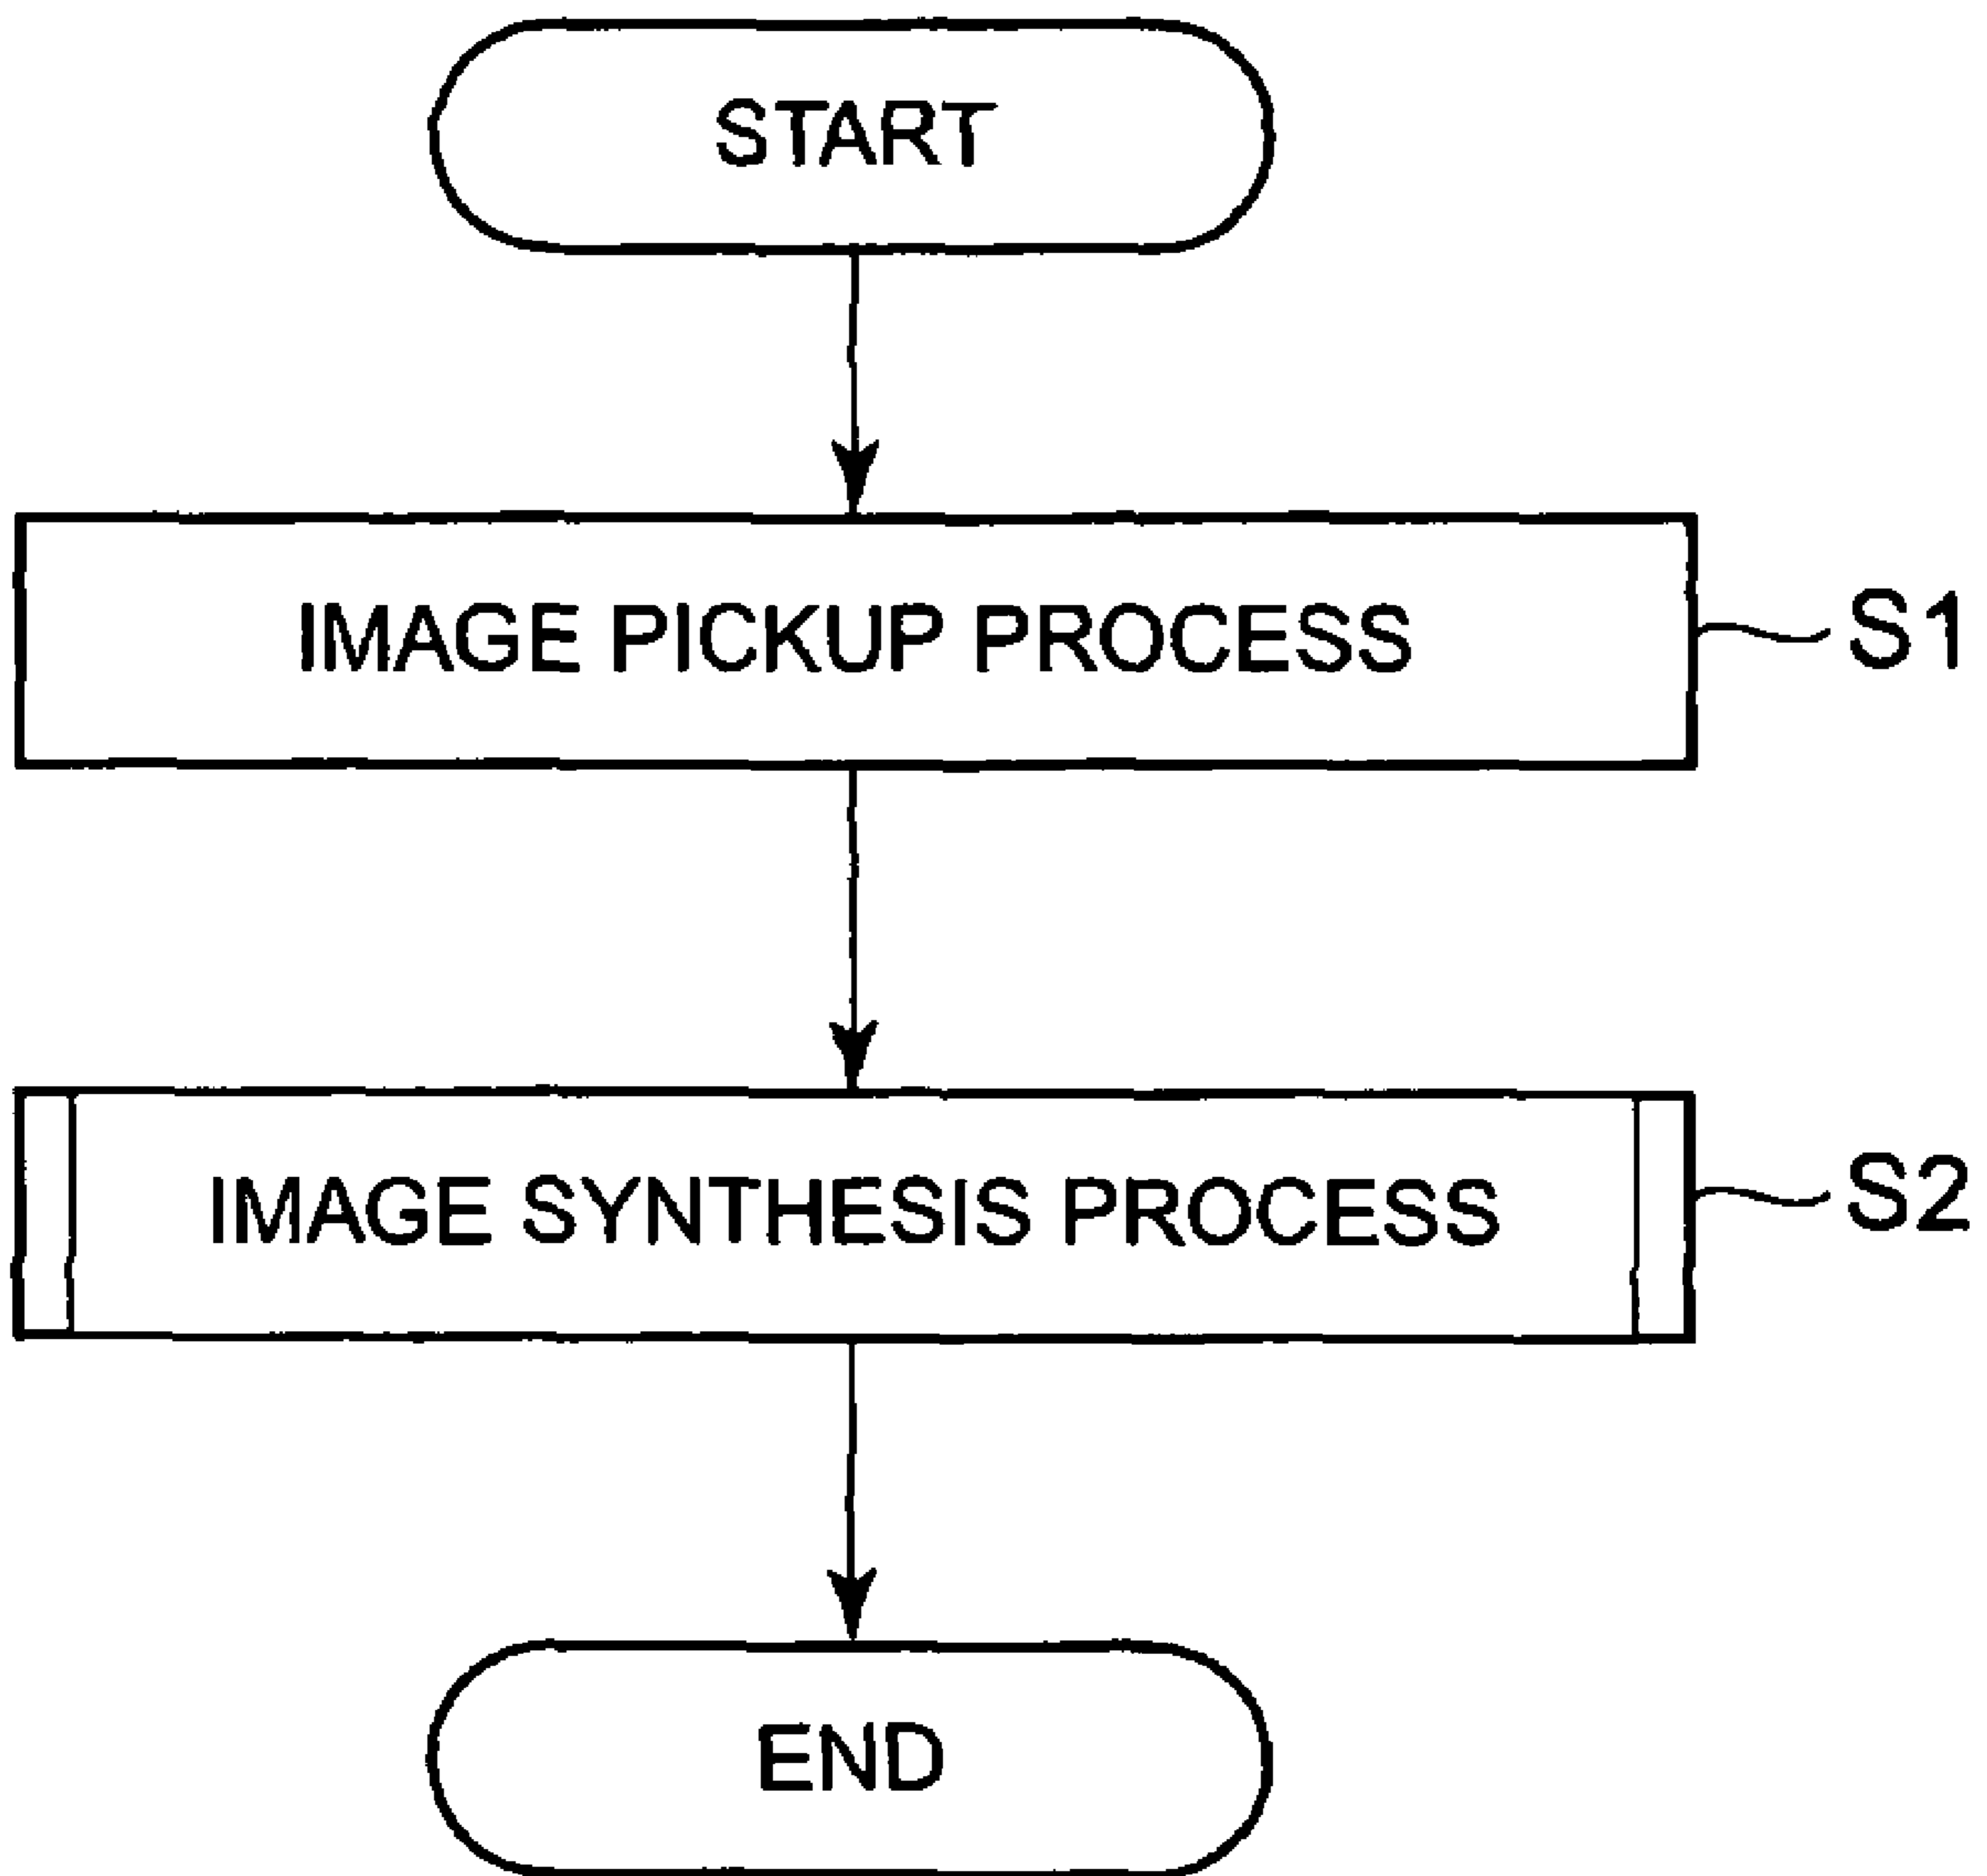 START
IMAGE PICKUP PROCESS
S1
IMAGE SYNTHESIS PROCESS
S2
END